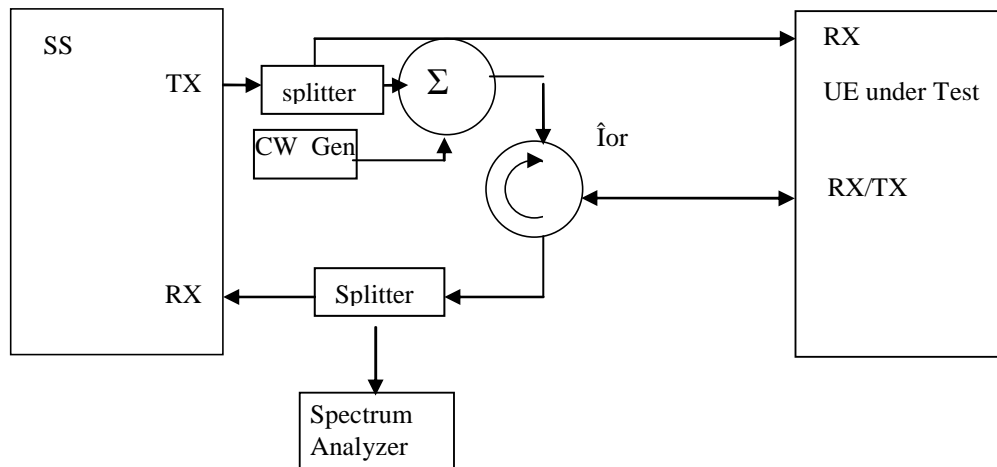 SS
RX
TX
splitter
Σ
UE under Test
CW Gen
Îor
RX/TX
RX
Splitter
Spectrum
Analyzer